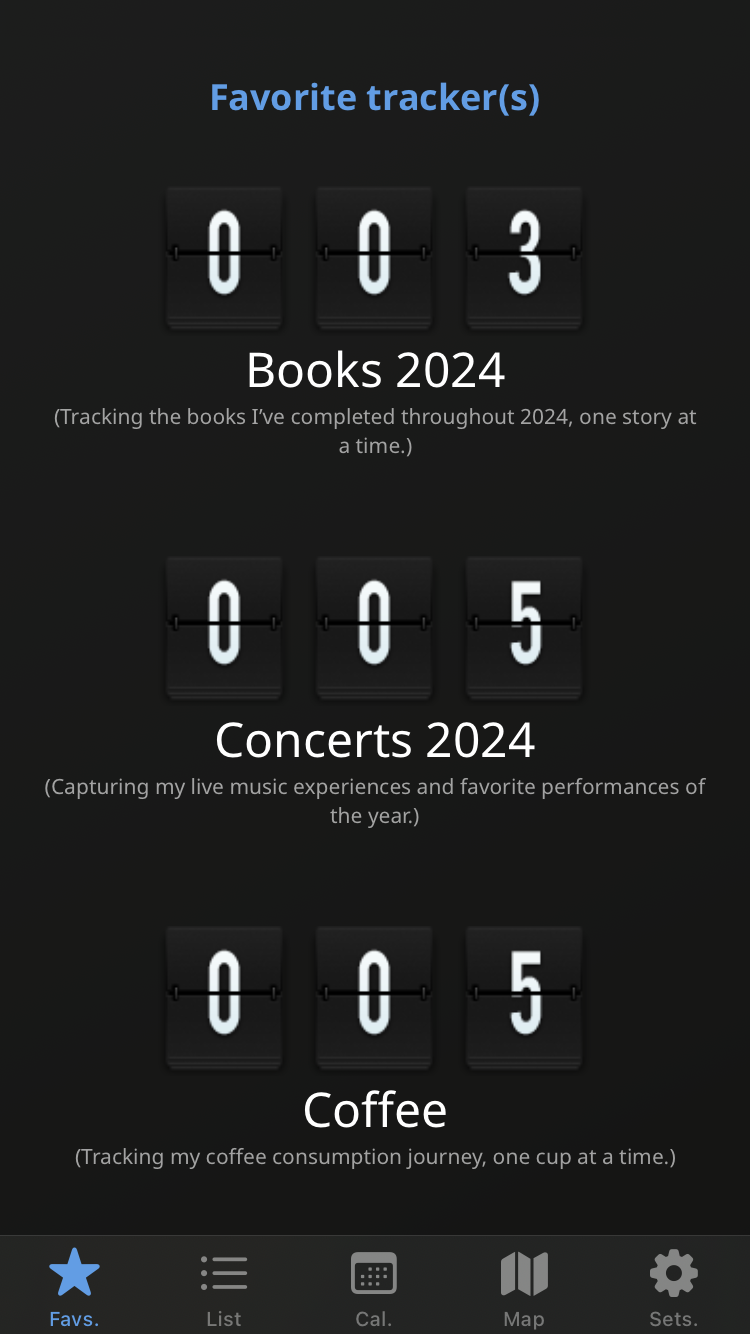 Favorite tracker(s)
0 0 3
Books 2024
(Tracking the books I’ve completed throughout 2024, one story at
a time.)
0 0 5
Concerts 2024
(Capturing my live music experiences and favorite performances of
the year.)
0 0 5
Coffee
(Tracking my coffee consumption journey, one cup at a time.)
Favs. List Cal. Map Sets.